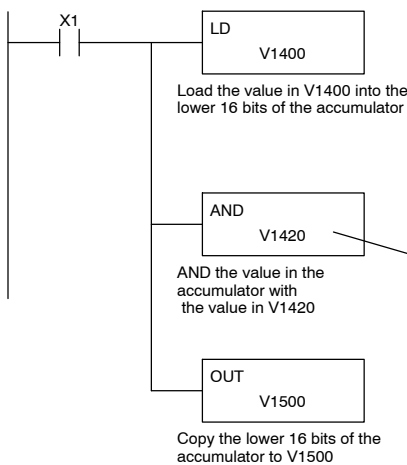 X1
LD
V1400
Load the value in V1400 into the
lower 16 bits of the accumulator
AND
V1420
AND the value in the
accumulator with
the value in V1420
OUT
V1500
Copy the lower 16 bits of the
accumulator to V1500